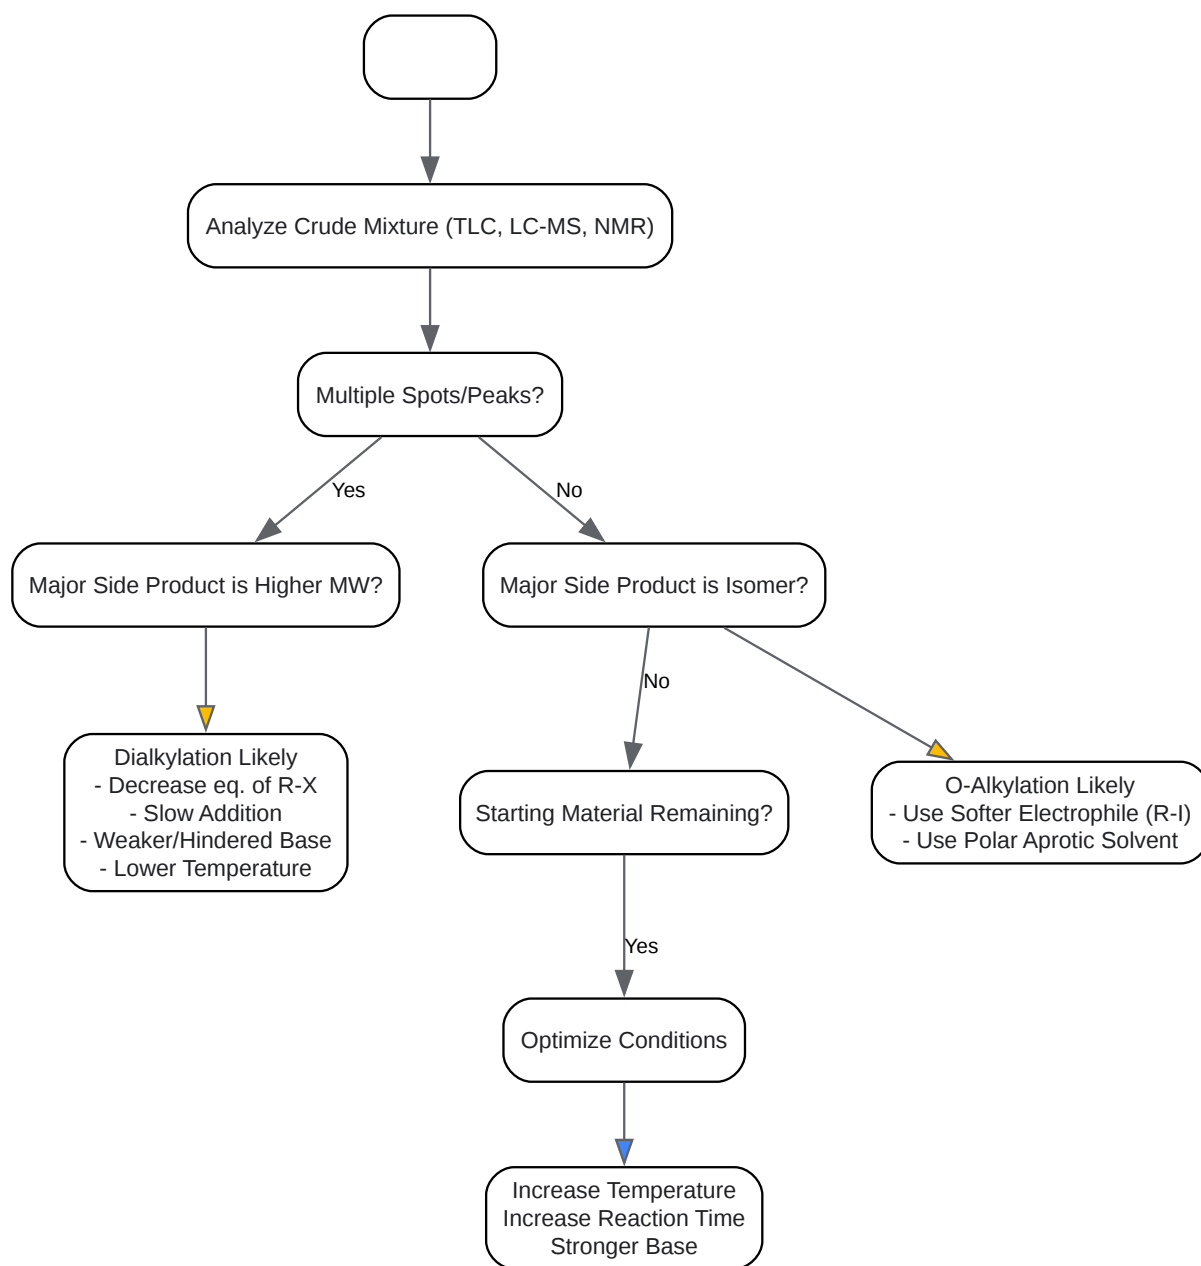 Analyze Crude Mixture (TLC, LC-MS, NMR)
Multiple Spots/Peaks?
Yes
No
Major Side Product is Higher MW?
Major Side Product is Isomer?
No
Dialkylation Likely
- Decrease eq. of R-X
- Slow Addition
- Weaker/Hindered Base
- Lower Temperature
Starting Material Remaining?
O-Alkylation Likely
- Use Softer Electrophile (R-I)
- Use Polar Aprotic Solvent
Yes
Optimize Conditions
Increase Temperature
Increase Reaction Time
Stronger Base